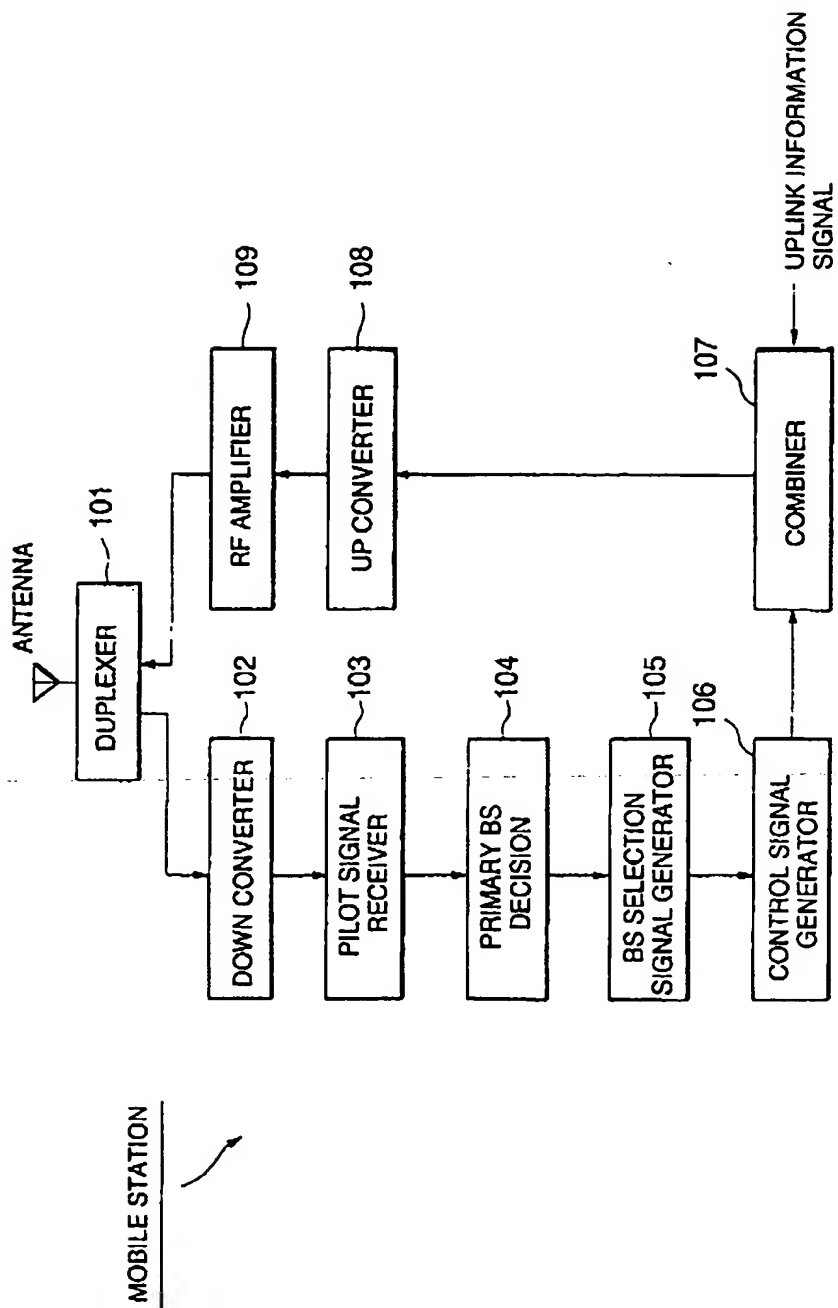 MOBILE STATION
ANTENNA
DUPLEXER
101
DOWN CONVERTER
102
PILOT SIGNAL
RECEIVER
103
PRIMARY BS
DECISION
104
BS SELECTION
SIGNAL GENERATOR
105
CONTROL SIGNAL
GENERATOR
106
RF AMPLIFIER
109
UP CONVERTER
108
COMBINER
107
UPLINK INFORMATION
SIGNAL